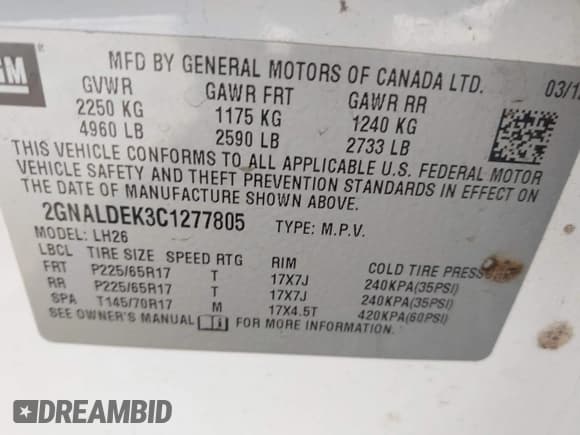 GM ®
MFD BY GENERAL MOTORS OF CANADA LTD.
03/12
GVWR GAWR FRT GAWR RR
2250 KG 1175 KG 1240 KG
4960 LB 2590 LB 2733 LB
THIS VEHICLE CONFORMS TO ALL APPLICABLE U.S. FEDERAL MOTOR
VEHICLE SAFETY AND THEFT PREVENTION STANDARDS IN EFFECT ON
THE DATE OF MANUFACTURE SHOWN ABOVE.
2GNALDEK3C1277805 TYPE: M.P.V.
MODEL: LH26
LBCL TIRE SIZE SPEED RTG RIM COLD TIRE PRESSURE
FRT P225/65R17 T 17X7J 240KPA(35PSI)
RR P225/65R17 T 17X7J 240KPA(35PSI)
SPA T145/70R17 M 17X4.5T 420KPA(60PSI)
SEE OWNER'S MANUAL FOR MORE INFORMATION.
DREAMBID